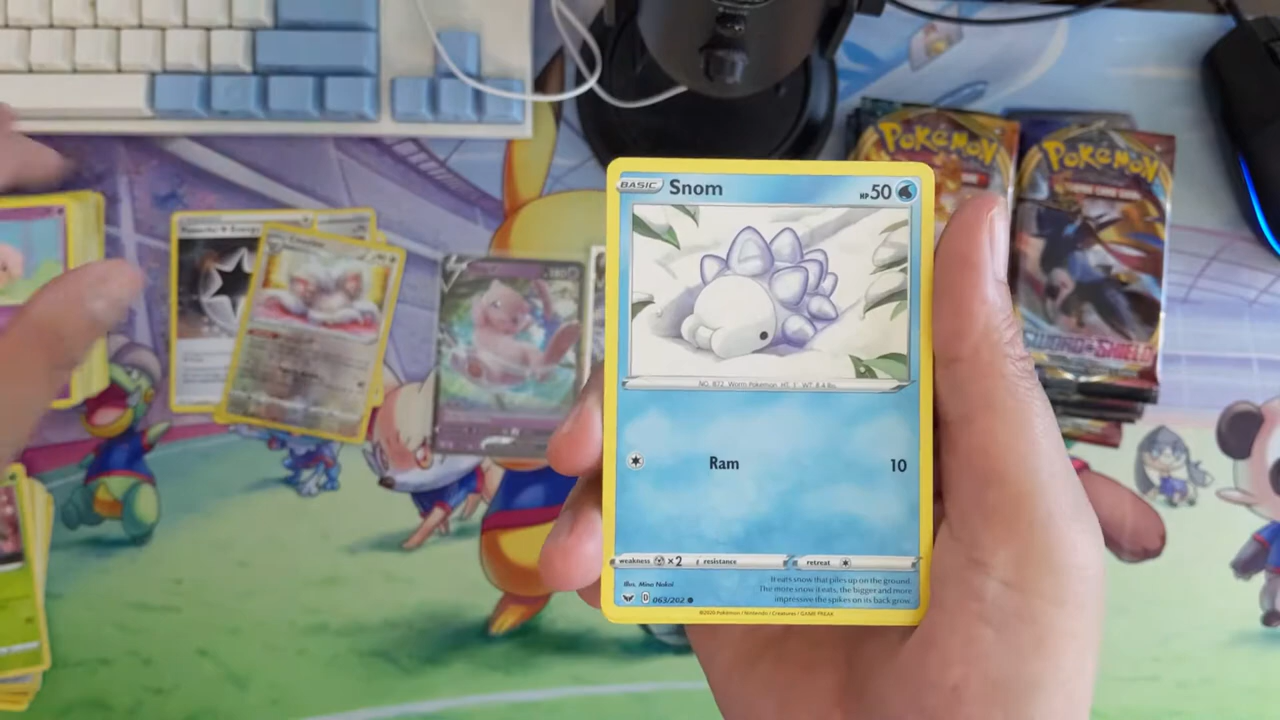 Pokémon
Pokémon
SWORD & SHIELD
BASIC Snom HP 50
NO. 872 Worm Pokémon HT: 1' WT: 8.4 lbs.
Ram 10
weakness ×2 resistance retreat
Illus. Mina Nakai
It eats snow that piles up on the ground.
The more snow it eats, the bigger and more
impressive the spikes on its back grow.
D 063/202
©2020 Pokémon / Nintendo / Creatures / GAME FREAK